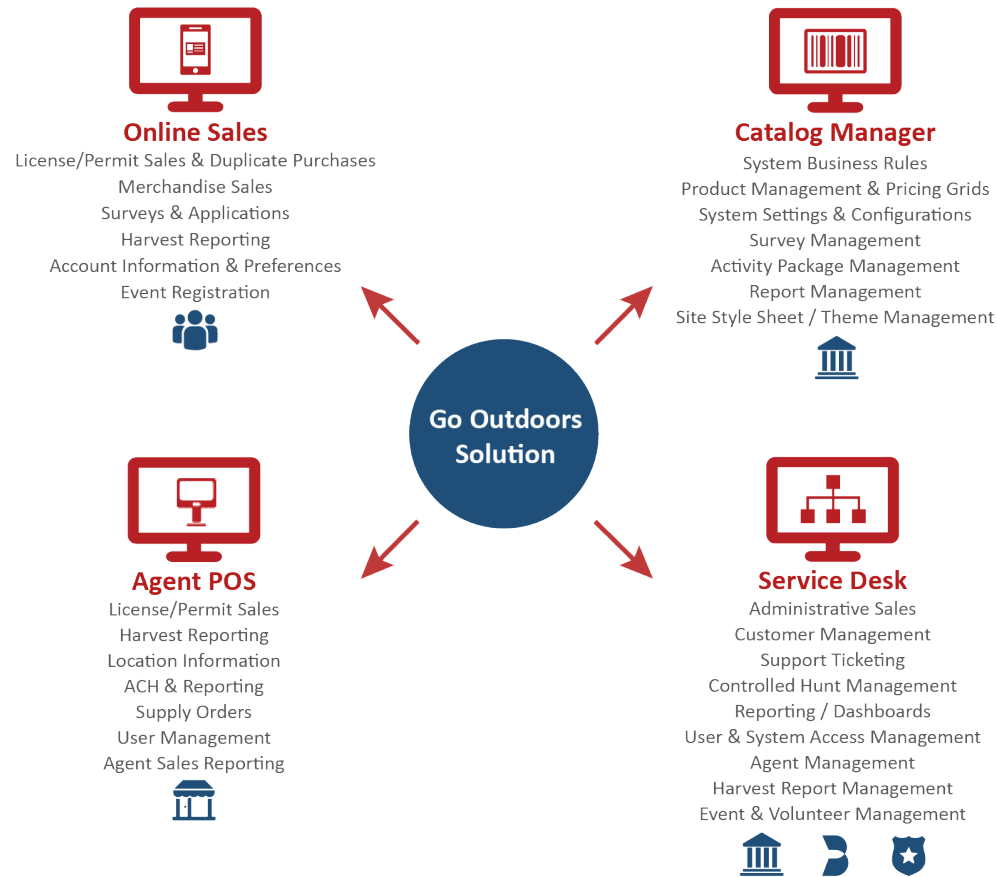 Online Sales
License/Permit Sales & Duplicate Purchases
Merchandise Sales
Surveys & Applications
Harvest Reporting
Account Information & Preferences
Event Registration
Catalog Manager
System Business Rules
Product Management & Pricing Grids
System Settings & Configurations
Survey Management
Activity Package Management
Report Management
Site Style Sheet / Theme Management
Go Outdoors
Solution
Agent POS
License/Permit Sales
Harvest Reporting
Location Information
ACH & Reporting
Supply Orders
User Management
Agent Sales Reporting
Service Desk
Administrative Sales
Customer Management
Support Ticketing
Controlled Hunt Management
Reporting / Dashboards
User & System Access Management
Agent Management
Harvest Report Management
Event & Volunteer Management